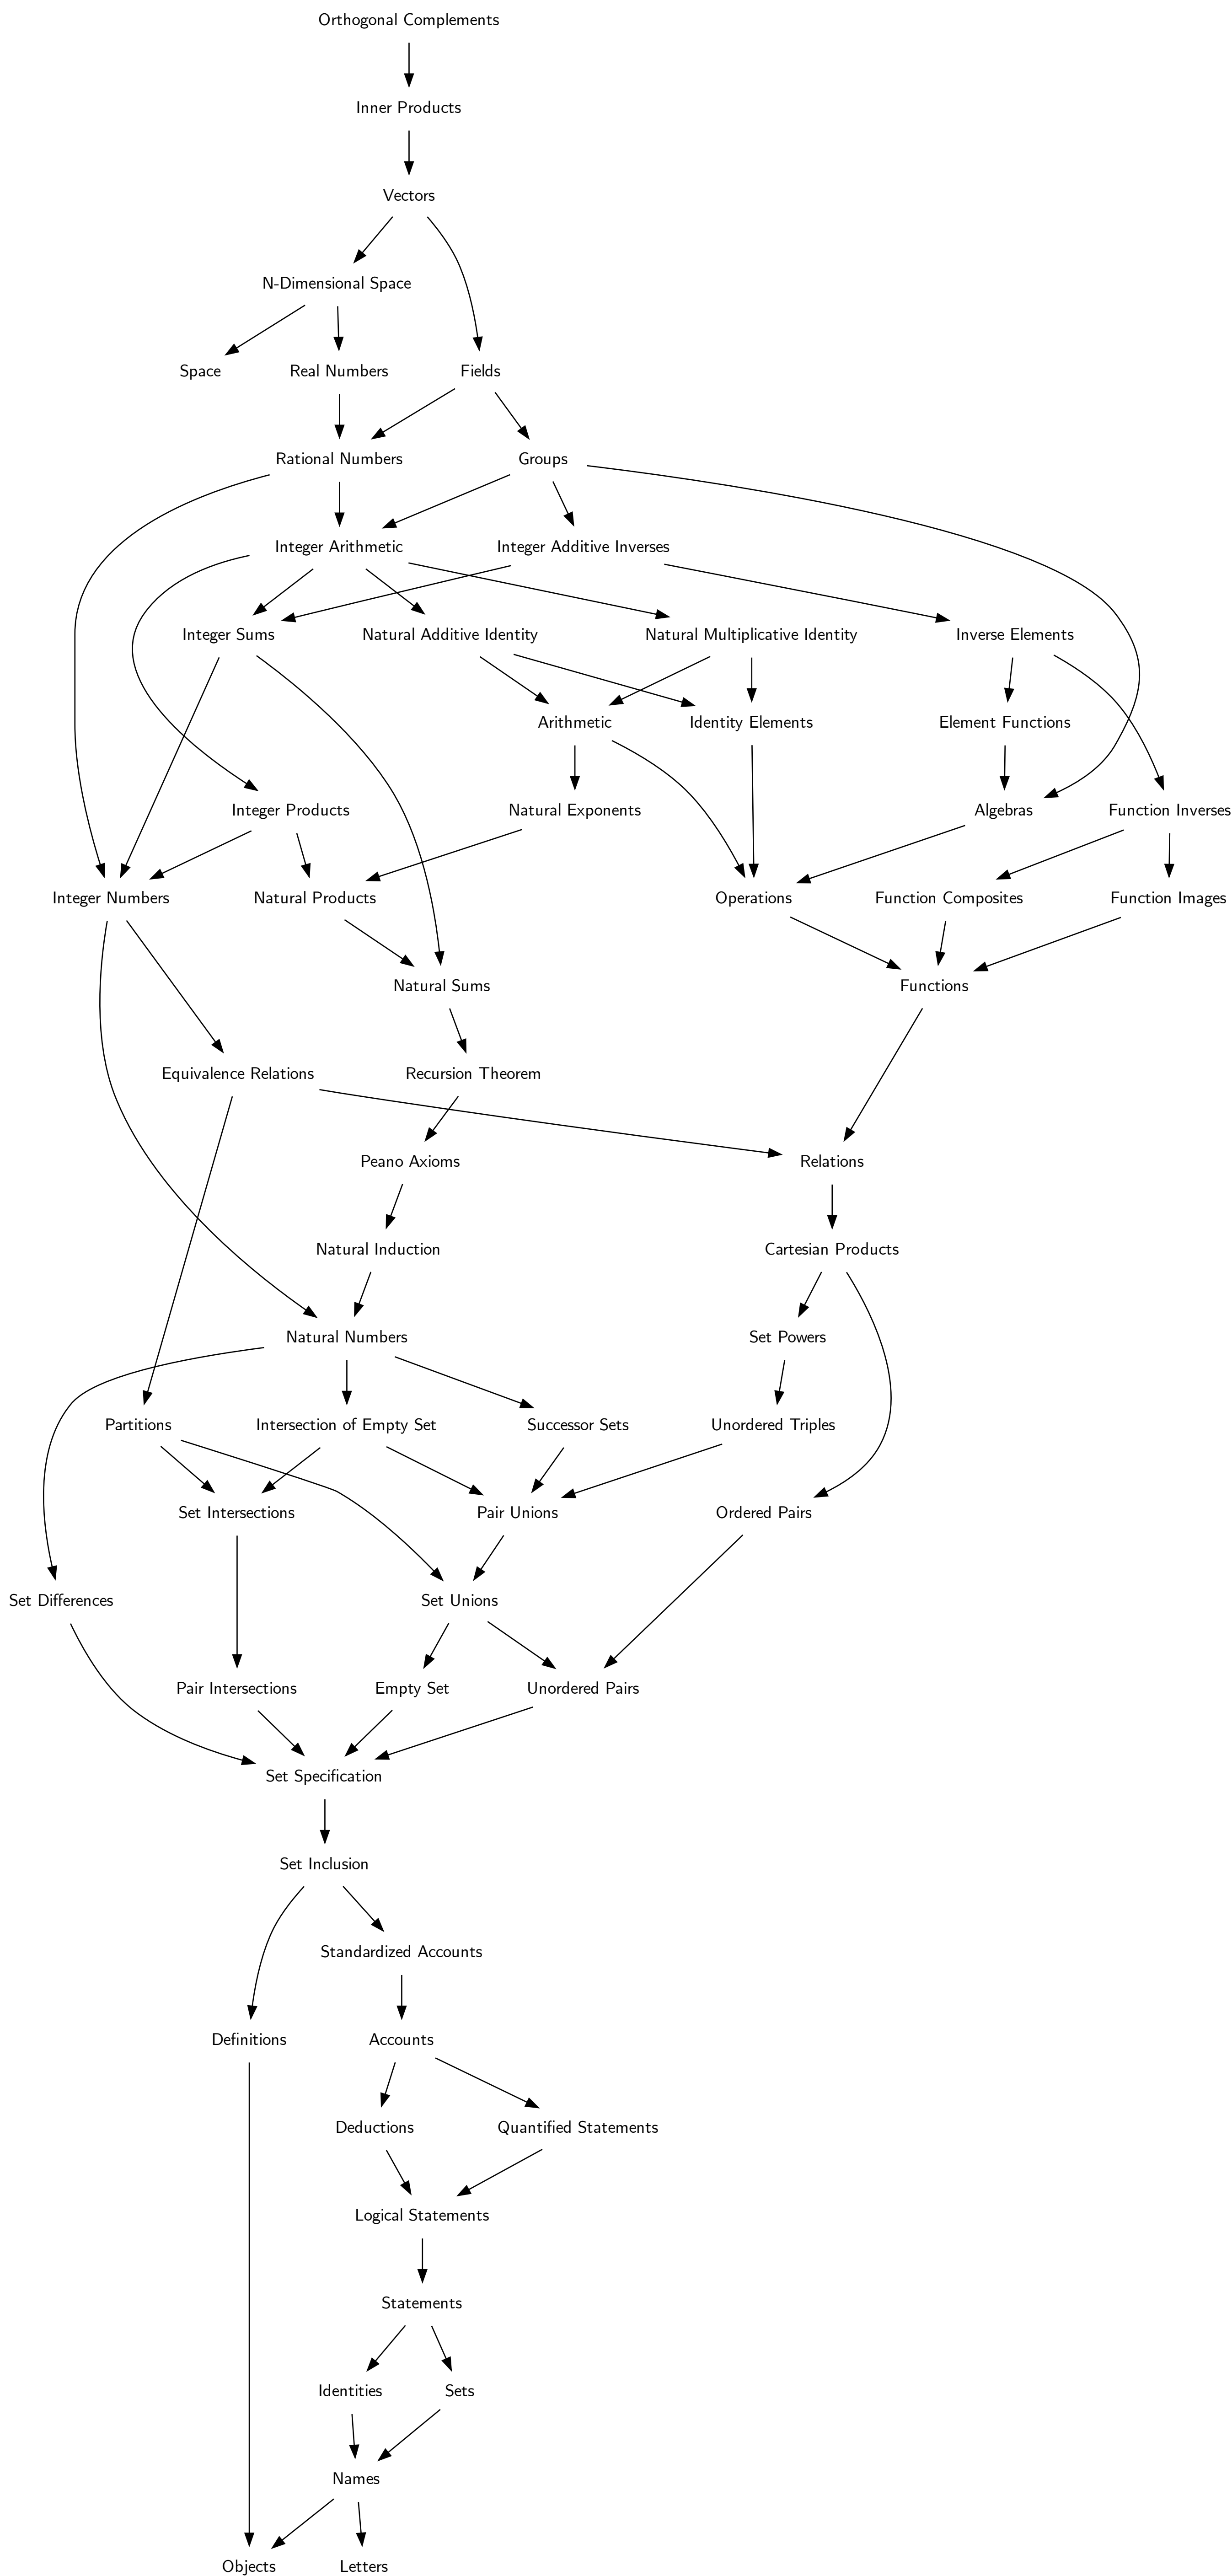 Orthogonal Complements
Inner Products
Vectors
N-Dimensional Space
Space
Real Numbers
Fields
Rational Numbers
Groups
Integer Arithmetic
Integer Additive Inverses
Integer Sums
Natural Additive Identity
Natural Multiplicative Identity
Inverse Elements
Arithmetic
Identity Elements
Element Functions
Integer Products
Natural Exponents
Algebras
Function Inverses
Integer Numbers
Natural Products
Operations
Function Composites
Function Images
Natural Sums
Functions
Equivalence Relations
Recursion Theorem
Peano Axioms
Relations
Natural Induction
Cartesian Products
Natural Numbers
Set Powers
Partitions
Intersection of Empty Set
Successor Sets
Unordered Triples
Set Intersections
Pair Unions
Ordered Pairs
Set Differences
Set Unions
Pair Intersections
Empty Set
Unordered Pairs
Set Specification
Set Inclusion
Standardized Accounts
Definitions
Accounts
Deductions
Quantified Statements
Logical Statements
Statements
Identities
Sets
Names
Objects
Letters